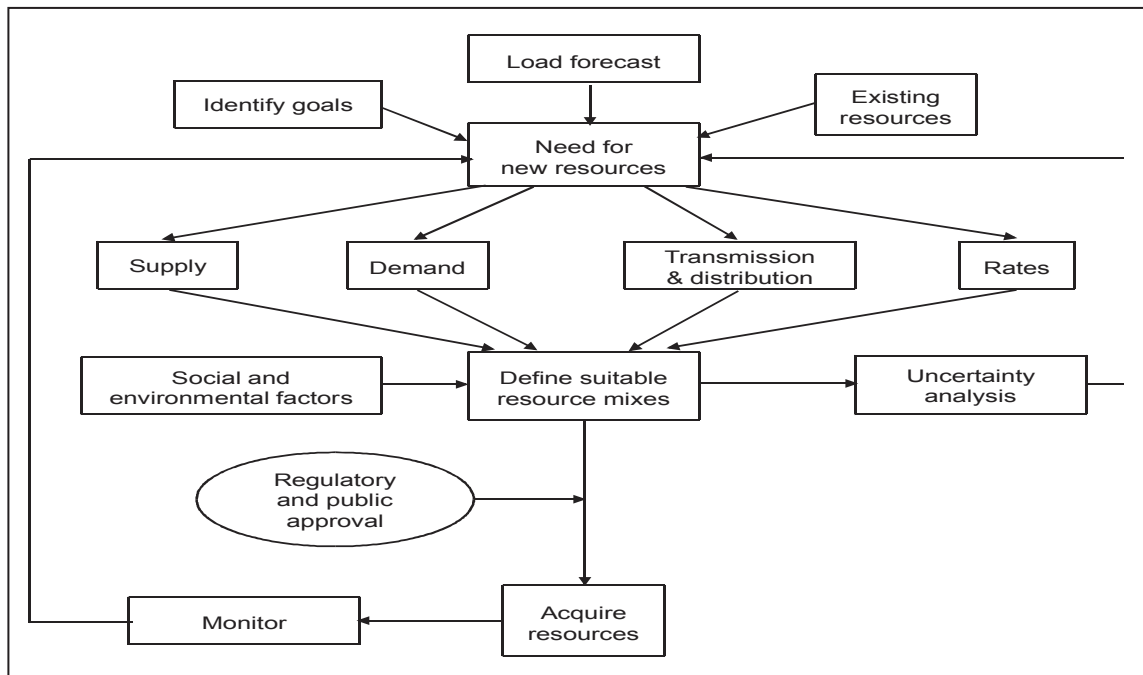 Load forecast
Identify goals
Existing
resources
Need for
new resources
Supply
Demand
Transmission
& distribution
Rates
Social and
environmental factors
Define suitable
resource mixes
Uncertainty
analysis
Regulatory
and public
approval
Monitor
Acquire
resources